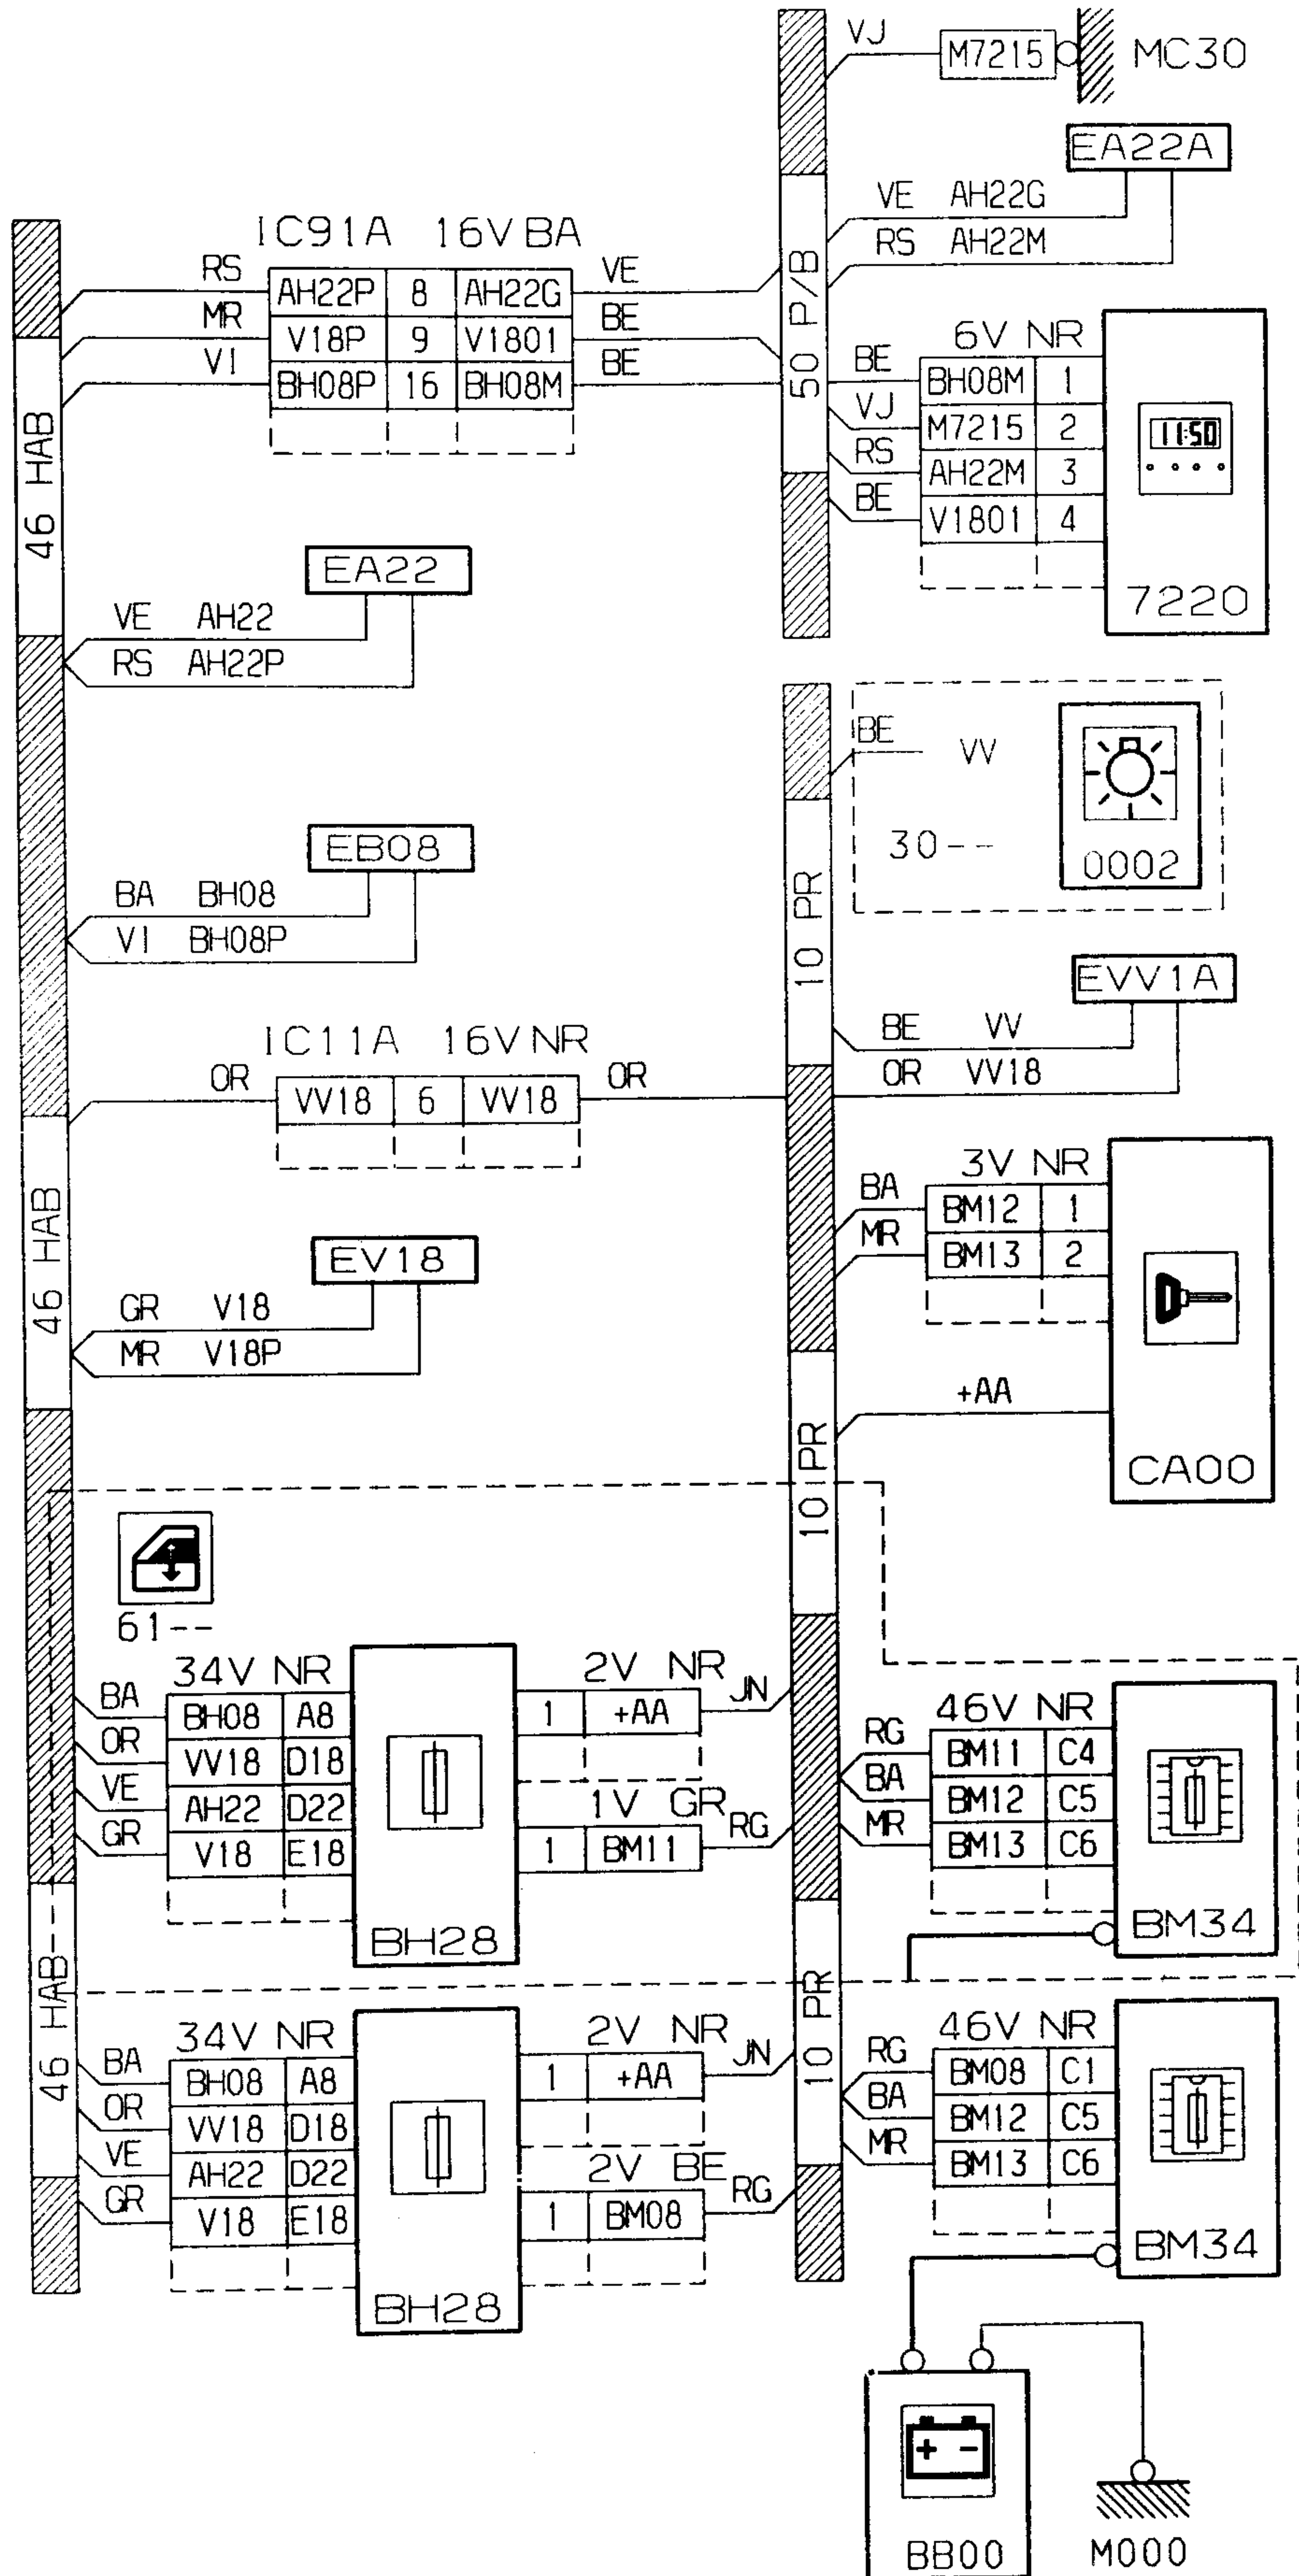 VJ M7215 MC30
EA22A
VE AH22G
RS AH22M
IC91A 16V BA
RS AH22P 8 AH22G VE
MR V18P 9 V1801 BE
VI BH08P 16 BH08M BE
46 HAB
50 P/B
6V NR
BE BH08M 1
VJ M7215 2
RS AH22M 3
BE V1801 4
11:50
7220
EA22
VE AH22
RS AH22P
BE VV
30--
0002
EB08
BA BH08
VI BH08P
10 PR
EVV1A
BE VV
OR VV18
IC11A 16V NR
OR VV18 6 VV18 OR
46 HAB
3V NR
BA BM12 1
MR BM13 2
+AA
CA00
EV18
GR V18
MR V18P
10 PR
61--
34V NR
BA BH08 A8
OR VV18 D18
VE AH22 D22
GR V18 E18
BH28
2V NR
1 +AA JN
1V GR
1 BM11 RG
46V NR
RG BM11 C4
BA BM12 C5
MR BM13 C6
BM34
46 HAB
10 PR
34V NR
BA BH08 A8
OR VV18 D18
VE AH22 D22
GR V18 E18
BH28
2V NR
1 +AA JN
2V BE
1 BM08 RG
46V NR
RG BM08 C1
BA BM12 C5
MR BM13 C6
BM34
+ -
BB00
M000